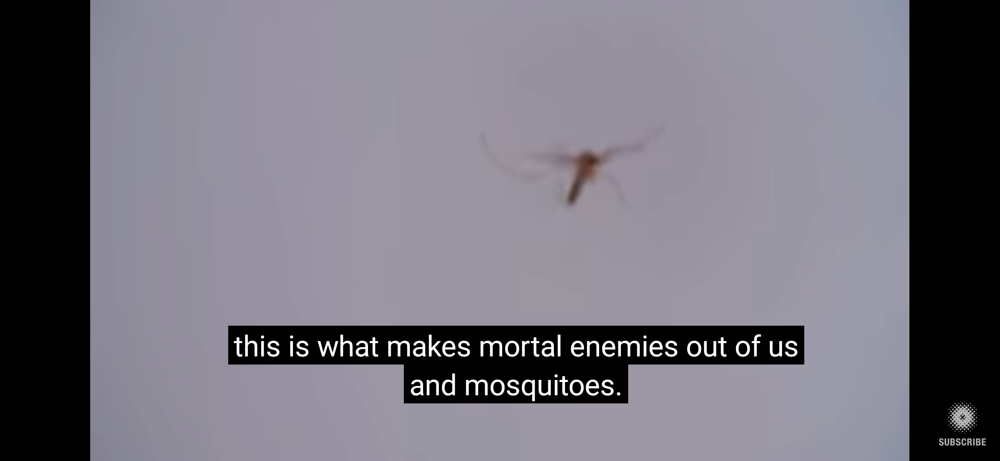 this is what makes mortal enemies out of us
and mosquitoes.
SUBSCRIBE